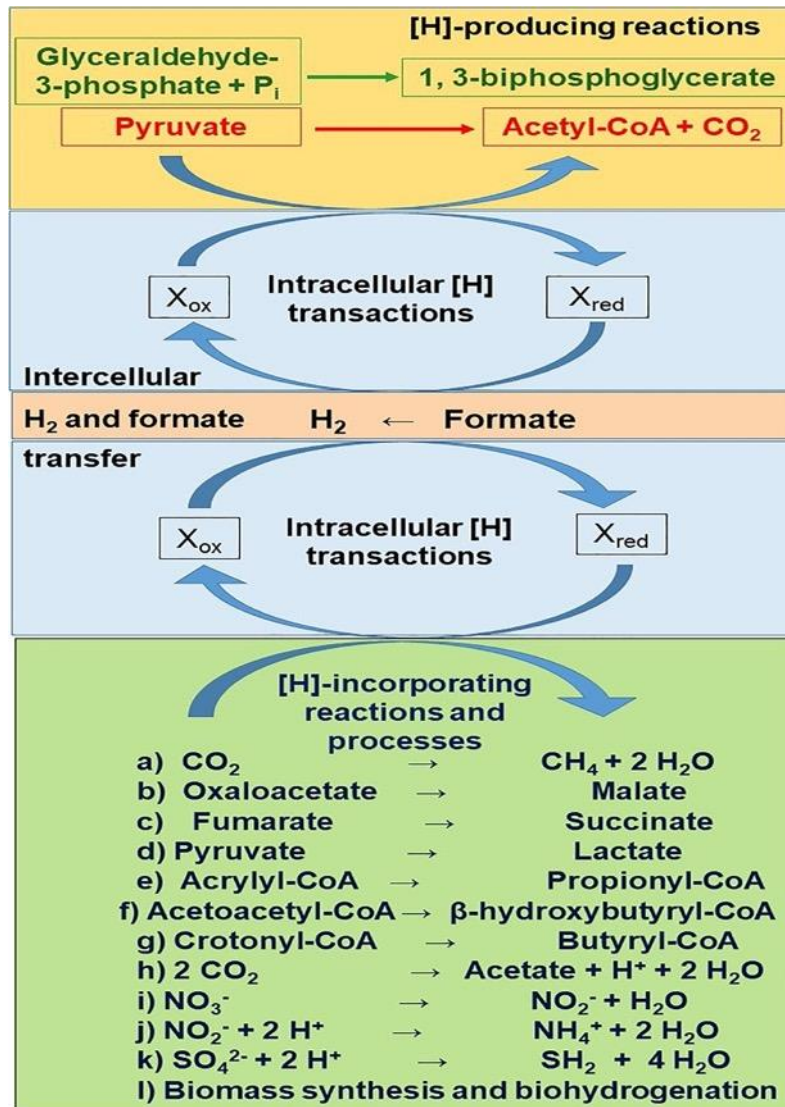 [H]-producing reactions
Glyceraldehyde-
3-phosphate + Pᵢ
1, 3-biphosphoglycerate
Pyruvate
Acetyl-CoA + CO₂
Xₒₓ
Intracellular [H]
transactions
X_red
Intercellular
H₂ and formate H₂ ← Formate
transfer
Xₒₓ
Intracellular [H]
transactions
X_red
[H]-incorporating
reactions and
processes
a) CO₂ → CH₄ + 2 H₂O
b) Oxaloacetate → Malate
c) Fumarate → Succinate
d) Pyruvate → Lactate
e) Acrylyl-CoA → Propionyl-CoA
f) Acetoacetyl-CoA → β-hydroxybutyryl-CoA
g) Crotonyl-CoA → Butyryl-CoA
h) 2 CO₂ → Acetate + H⁺ + 2 H₂O
i) NO₃⁻ → NO₂⁻ + H₂O
j) NO₂⁻ + 2 H⁺ → NH₄⁺ + 2 H₂O
k) SO₄²⁻ + 2 H⁺ → SH₂ + 4 H₂O
l) Biomass synthesis and biohydrogenation